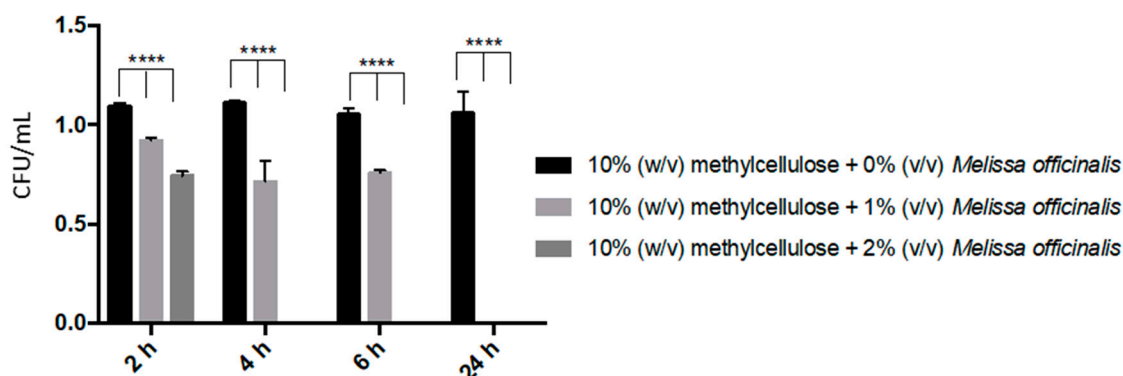 1.5
1.0
0.5
0.0
CFU/mL
**** **** **** ****
2 h 4 h 6 h 24 h
10% (w/v) methylcellulose + 0% (v/v) Melissa officinalis
10% (w/v) methylcellulose + 1% (v/v) Melissa officinalis
10% (w/v) methylcellulose + 2% (v/v) Melissa officinalis